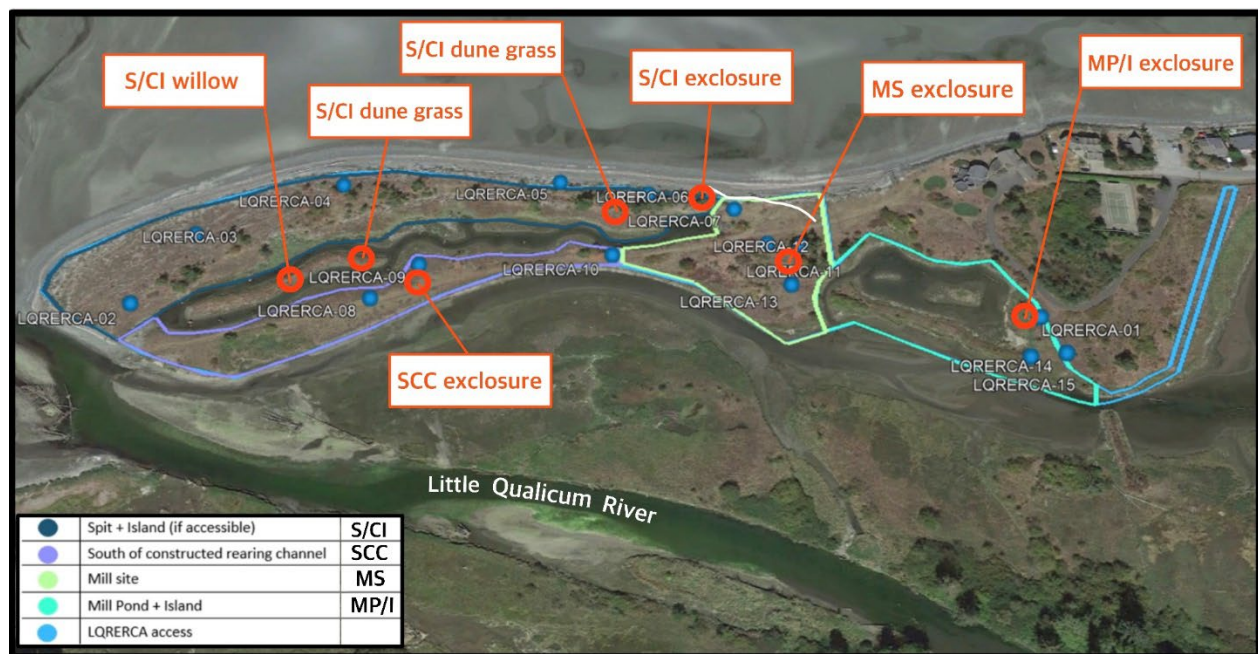 S/CI dune grass
S/CI exclosure
MP/I exclosure
S/CI willow
S/CI dune grass
MS exclosure
LQRERCA-05
LQRERCA-06
LQRERCA-04
LQRERCA-07
LQRERCA-03
LQRERCA-12
LQRERCA-10
LQRERCA-11
LQRERCA-09
LQRERCA-13
LQRERCA-08
LQRERCA-02
LQRERCA-01
LQRERCA-14
LQRERCA-15
SCC exclosure
Little Qualicum River
Spit + Island (if accessible) S/CI
South of constructed rearing channel SCC
Mill site MS
Mill Pond + Island MP/I
LQRERCA access